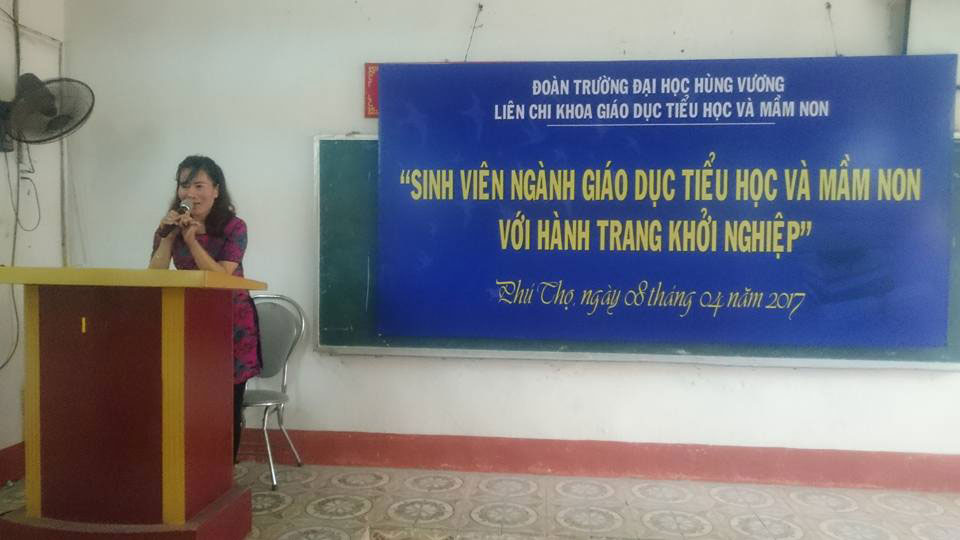 ĐOÀN TRƯỜNG ĐẠI HỌC HÙNG VƯƠNG
LIÊN CHI KHOA GIÁO DỤC TIỂU HỌC VÀ MẦM NON
“SINH VIÊN NGÀNH GIÁO DỤC TIỂU HỌC VÀ MẦM NON
VỚI HÀNH TRANG KHỞI NGHIỆP”
Phú Thọ, ngày 08 tháng 04 năm 2017